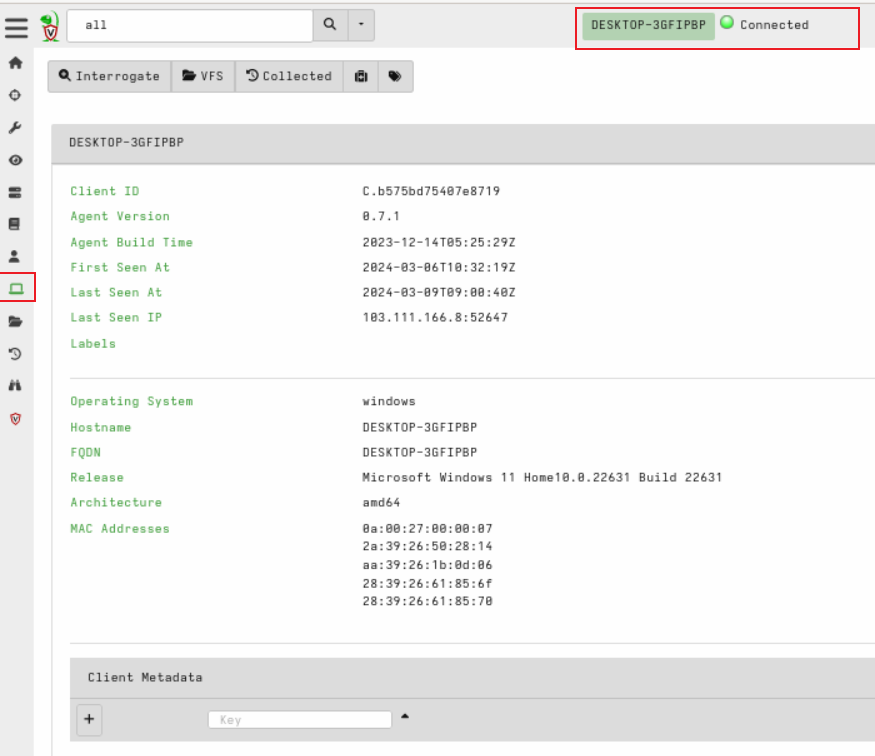 all
DESKTOP-3GFIPBP Connected
Interrogate VFS Collected
DESKTOP-3GFIPBP
Client ID C.b575bd75407e8719
Agent Version 0.7.1
Agent Build Time 2023-12-14T05:25:29Z
First Seen At 2024-03-06T10:32:19Z
Last Seen At 2024-03-09T09:00:40Z
Last Seen IP 103.111.166.8:52647
Labels
Operating System windows
Hostname DESKTOP-3GFIPBP
FQDN DESKTOP-3GFIPBP
Release Microsoft Windows 11 Home10.0.22631 Build 22631
Architecture amd64
MAC Addresses 0a:00:27:00:00:07
2a:39:26:50:28:14
aa:39:26:1b:0d:06
28:39:26:61:85:6f
28:39:26:61:85:70
Client Metadata
+ Key